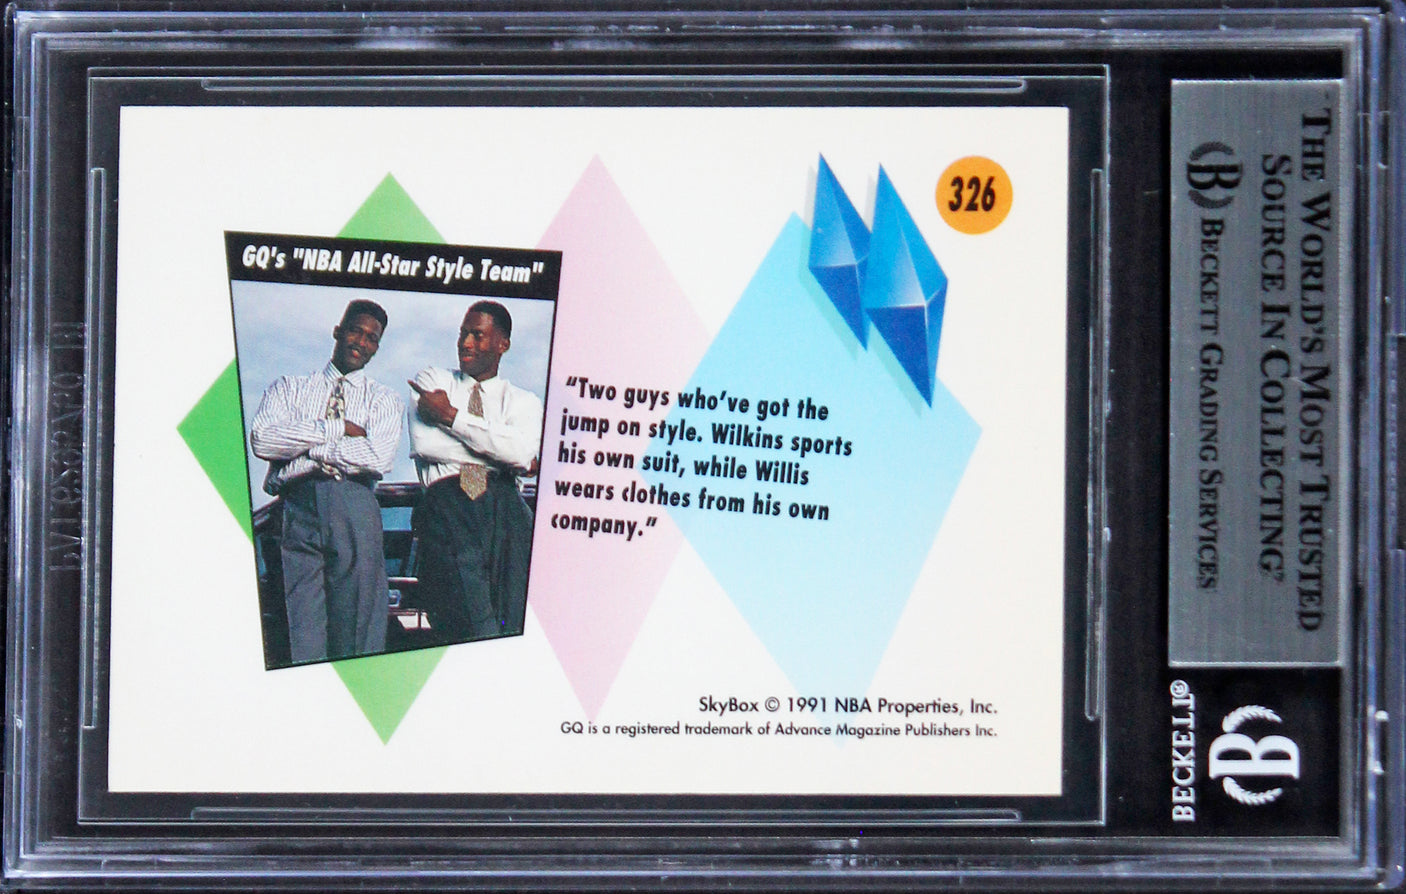 326
GQ's "NBA All-Star Style Team"
“Two guys who’ve got the
jump on style. Wilkins sports
his own suit, while Willis
wears clothes from his own
company.”
SkyBox © 1991 NBA Properties, Inc.
GQ is a registered trademark of Advance Magazine Publishers Inc.
THE WORLD'S MOST TRUSTED
SOURCE IN COLLECTING
B BECKETT GRADING SERVICES
BECKETT®
B